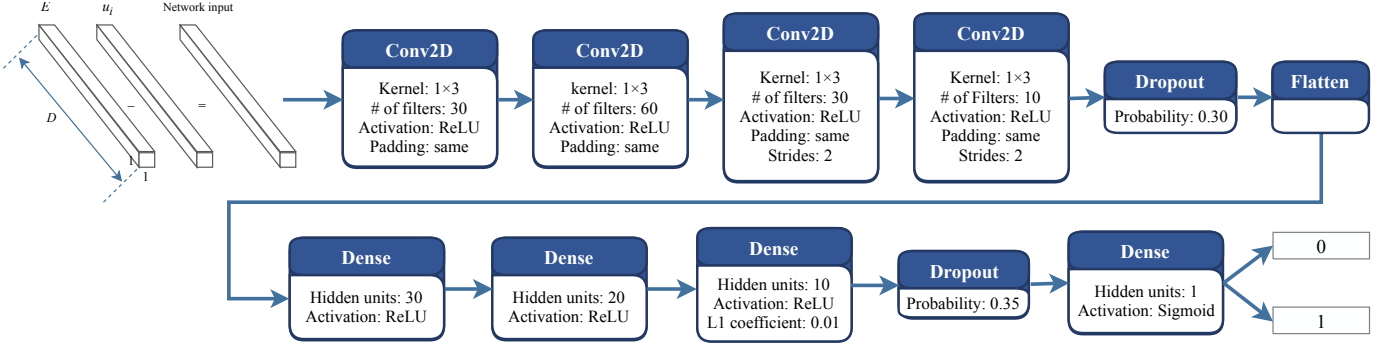 E
u_i
Network input
D
−
=
1
1
Conv2D
Kernel: 1×3
# of filters: 30
Activation: ReLU
Padding: same
Conv2D
kernel: 1×3
# of filters: 60
Activation: ReLU
Padding: same
Conv2D
Kernel: 1×3
# of filters: 30
Activation: ReLU
Padding: same
Strides: 2
Conv2D
Kernel: 1×3
# of Filters: 10
Activation: ReLU
Padding: same
Strides: 2
Dropout
Probability: 0.30
Flatten
Dense
Hidden units: 30
Activation: ReLU
Dense
Hidden units: 20
Activation: ReLU
Dense
Hidden units: 10
Activation: ReLU
L1 coefficient: 0.01
Dropout
Probability: 0.35
Dense
Hidden units: 1
Activation: Sigmoid
0
1